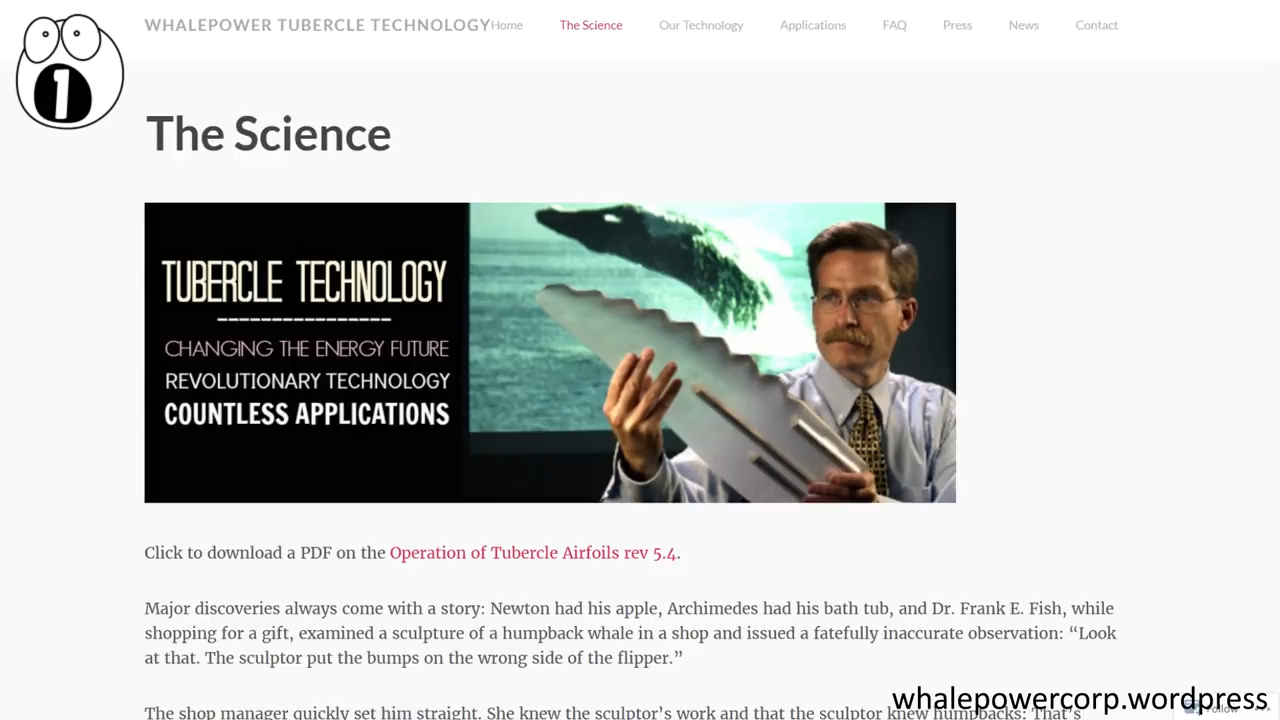 WHALEPOWER TUBERCLE TECHNOLOGY
Home The Science Our Technology Applications FAQ Press News Contact
1
The Science
TUBERCLE TECHNOLOGY
CHANGING THE ENERGY FUTURE
REVOLUTIONARY TECHNOLOGY
COUNTLESS APPLICATIONS
Click to download a PDF on the Operation of Tubercle Airfoils rev 5.4.
Major discoveries always come with a story: Newton had his apple, Archimedes had his bath tub, and Dr. Frank E. Fish, while
shopping for a gift, examined a sculpture of a humpback whale in a shop and issued a fatefully inaccurate observation: “Look
at that. The sculptor put the bumps on the wrong side of the flipper.”
The shop manager quickly set him straight. She knew the sculptor’s work and that the sculptor knew humpbacks: That’s
whalepowercorp.wordpress
Follow